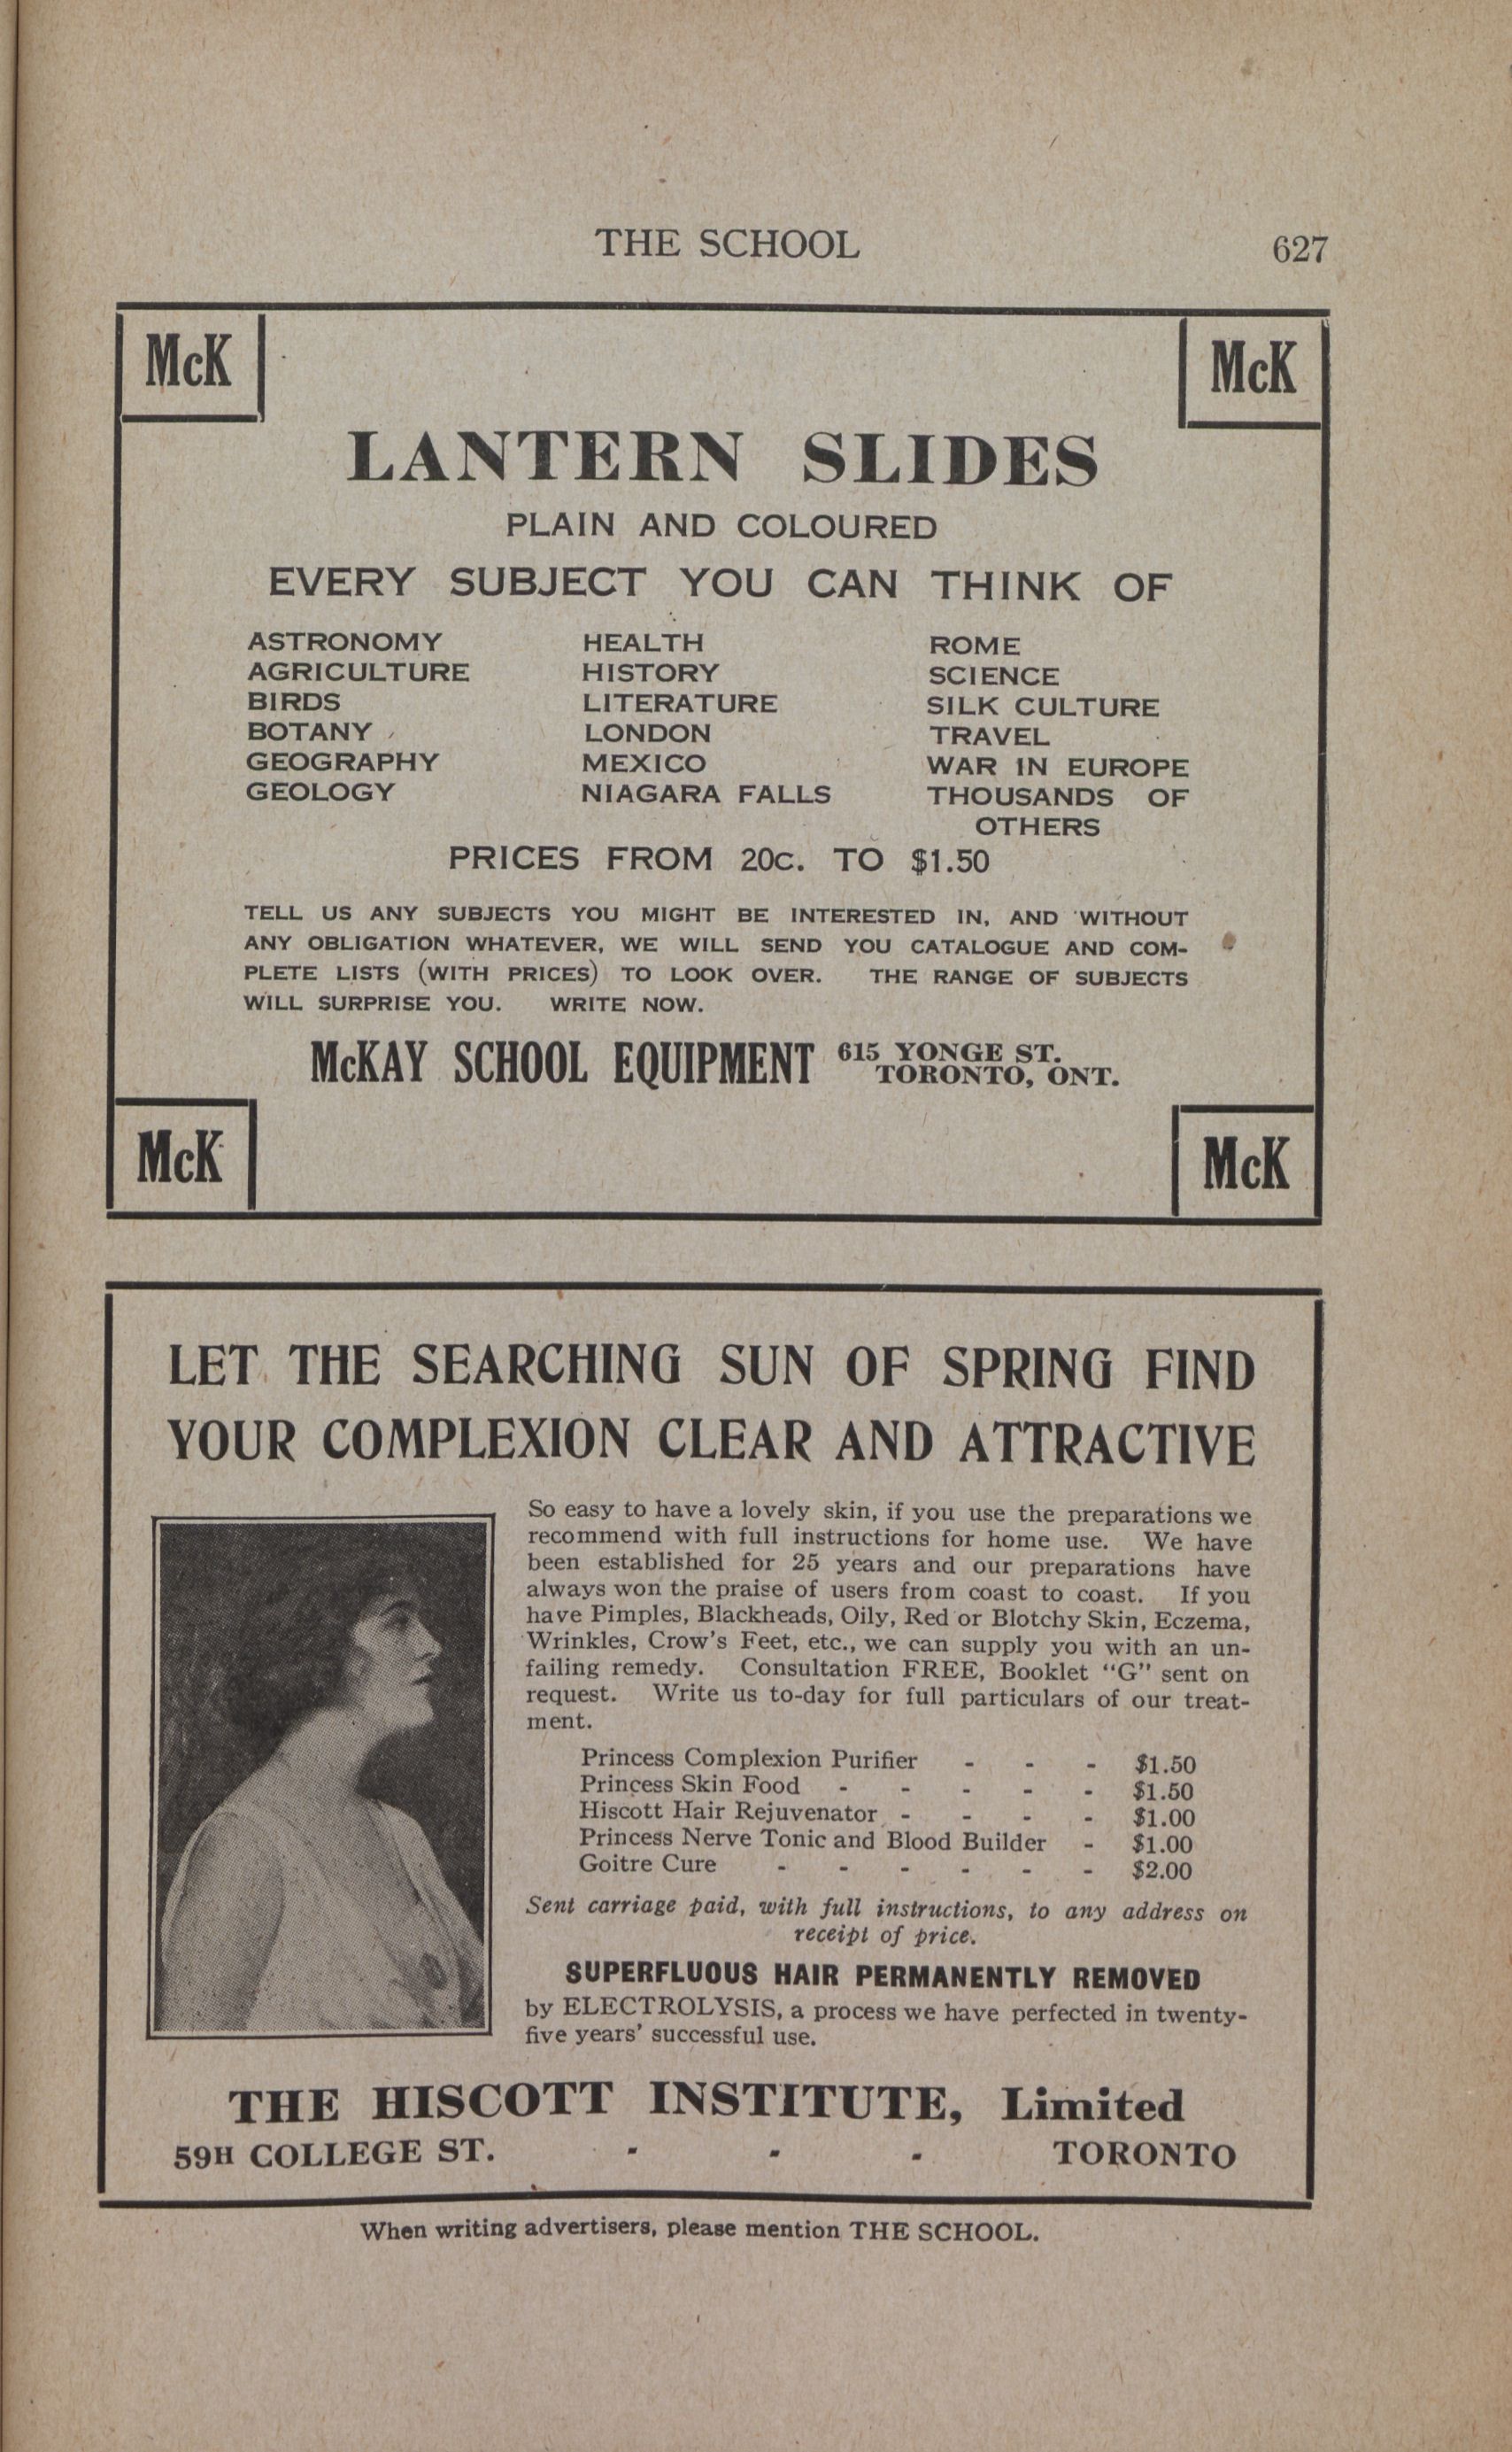 THE SCHOOL 627
McK McK
LANTERN SLIDES
PLAIN AND COLOURED
EVERY SUBJECT YOU CAN THINK OF
ASTRONOMY
AGRICULTURE
BIRDS
BOTANY
GEOGRAPHY
GEOLOGY
HEALTH
HISTORY
LITERATURE
LONDON
MEXICO
NIAGARA FALLS
ROME
SCIENCE
SILK CULTURE
TRAVEL
WAR IN EUROPE
THOUSANDS OF
OTHERS
PRICES FROM 20C. TO $1.50
TELL US ANY SUBJECTS YOU MIGHT BE INTERESTED IN, AND WITHOUT
ANY OBLIGATION WHATEVER, WE WILL SEND YOU CATALOGUE AND COM-
PLETE LISTS (WITH PRICES) TO LOOK OVER. THE RANGE OF SUBJECTS
WILL SURPRISE YOU. WRITE NOW.
McKAY SCHOOL EQUIPMENT 615 YONGE ST.
TORONTO, ONT.
McK McK
LET THE SEARCHING SUN OF SPRING FIND
YOUR COMPLEXION CLEAR AND ATTRACTIVE
So easy to have a lovely skin, if you use the preparations we
recommend with full instructions for home use. We have
been established for 25 years and our preparations have
always won the praise of users from coast to coast. If you
have Pimples, Blackheads, Oily, Red or Blotchy Skin, Eczema,
Wrinkles, Crow's Feet, etc., we can supply you with an un-
failing remedy. Consultation FREE, Booklet "G" sent on
request. Write us to-day for full particulars of our treat-
ment.
Princess Complexion Purifier - - - $1.50
Princess Skin Food - - - - - $1.50
Hiscott Hair Rejuvenator - - - - $1.00
Princess Nerve Tonic and Blood Builder - $1.00
Goitre Cure - - - - - - $2.00
Sent carriage paid, with full instructions, to any address on
receipt of price.
SUPERFLUOUS HAIR PERMANENTLY REMOVED
by ELECTROLYSIS, a process we have perfected in twenty-
five years' successful use.
THE HISCOTT INSTITUTE, Limited
59H COLLEGE ST. - - - TORONTO
When writing advertisers, please mention THE SCHOOL.